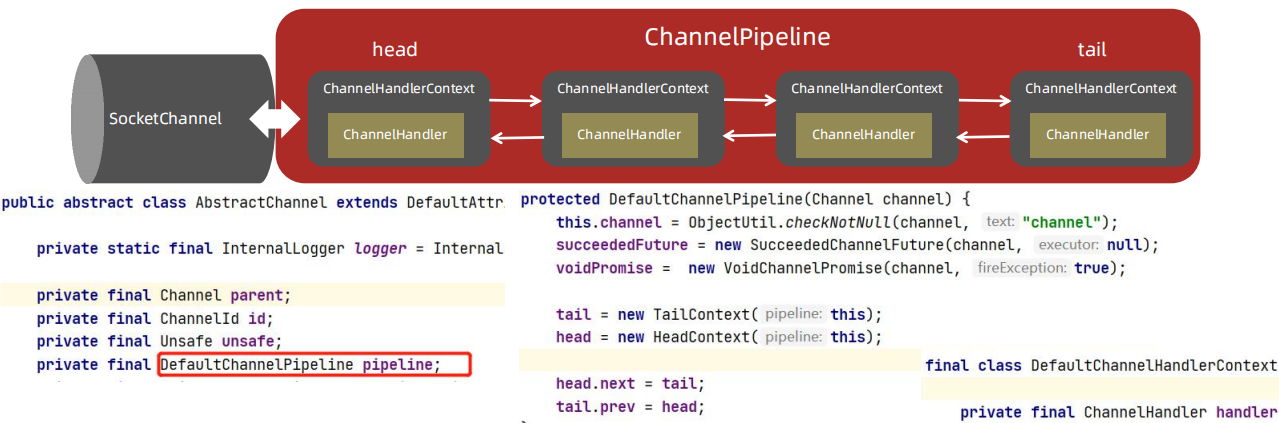 ChannelPipeline
head
tail
SocketChannel
ChannelHandlerContext
ChannelHandler
ChannelHandlerContext
ChannelHandler
ChannelHandlerContext
ChannelHandler
ChannelHandlerContext
ChannelHandler
public abstract class AbstractChannel extends DefaultAttr
private static final InternalLogger logger = Internal
private final Channel parent;
private final ChannelId id;
private final Unsafe unsafe;
private final DefaultChannelPipeline pipeline;
protected DefaultChannelPipeline(Channel channel) {
this.channel = ObjectUtil.checkNotNull(channel, text: "channel");
succeededFuture = new SucceededChannelFuture(channel, executor: null);
voidPromise = new VoidChannelPromise(channel, fireException: true);
tail = new TailContext( pipeline: this);
head = new HeadContext( pipeline: this);
head.next = tail;
tail.prev = head;
final class DefaultChannelHandlerContext
private final ChannelHandler handler